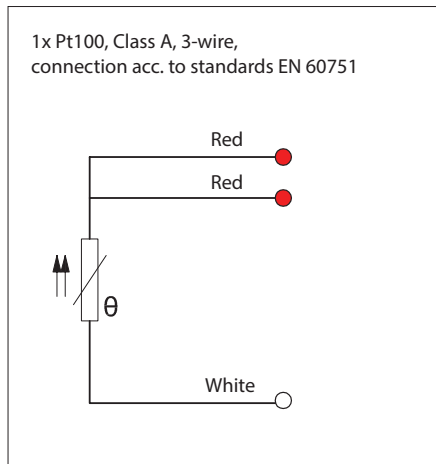 1x Pt100, Class A, 3-wire,
connection acc. to standards EN 60751
Red
Red
θ
White